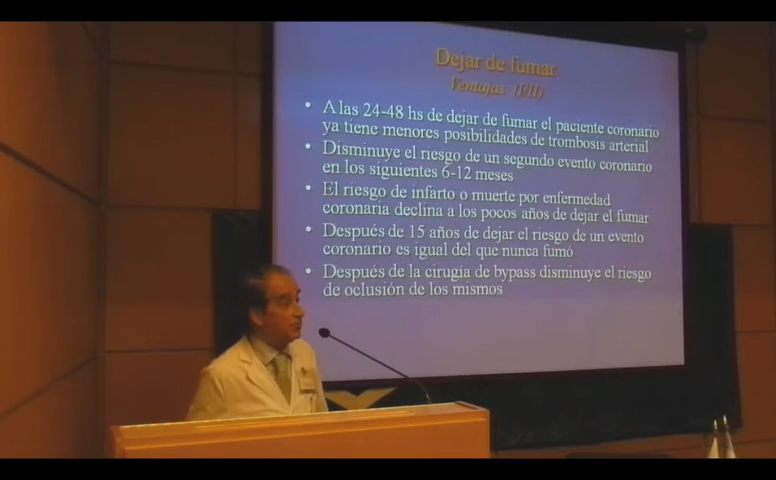 Dejar de fumar
Ventajas (I/II)
• A las 24-48 hs de dejar de fumar el paciente coronario
ya tiene menores posibilidades de trombosis arterial
• Disminuye el riesgo de un segundo evento coronario
en los siguientes 6-12 meses
• El riesgo de infarto o muerte por enfermedad
coronaria declina a los pocos años de dejar el fumar
• Después de 15 años de dejar el riesgo de un evento
coronario es igual del que nunca fumó
• Después de la cirugia de bypass disminuye el riesgo
de oclusión de los mismos